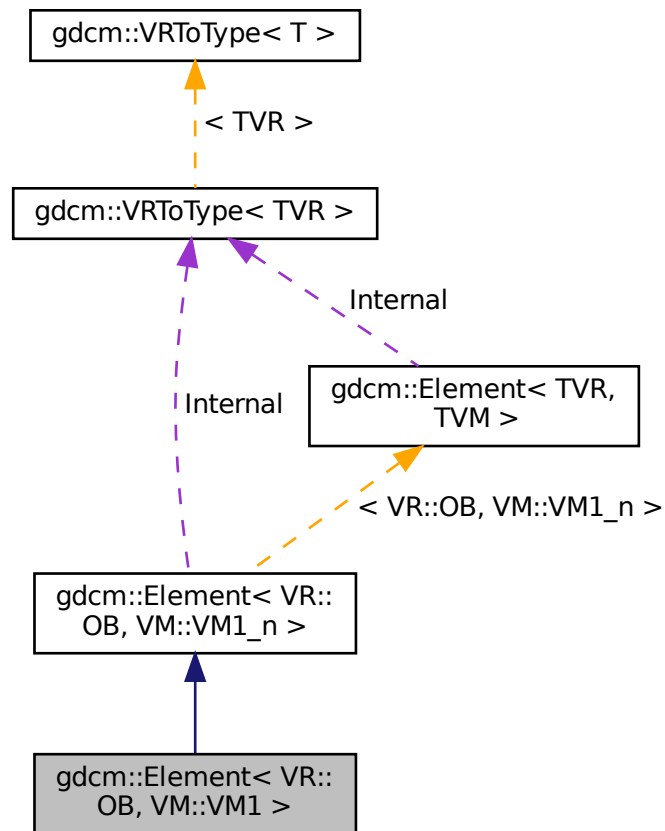 gdcm::VRToType< T >
< TVR >
gdcm::VRToType< TVR >
Internal
gdcm::Element< TVR,
TVM >
Internal
< VR::OB, VM::VM1_n >
gdcm::Element< VR::
OB, VM::VM1_n >
gdcm::Element< VR::
OB, VM::VM1 >